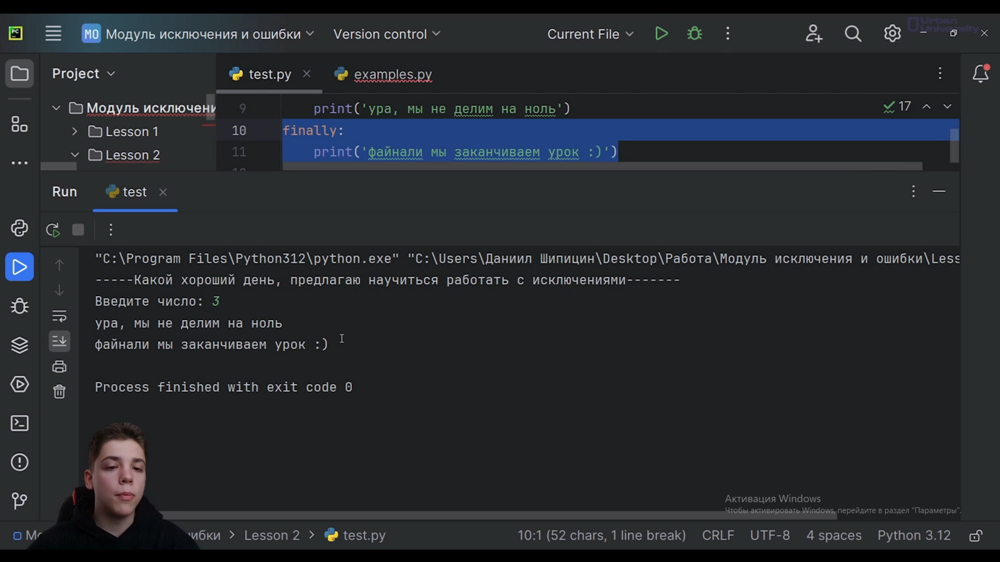 PC
МО Модуль исключения и ошибки Version control Current File
Urban University
Project test.py examples.py
Модуль исключени 9 print('ура, мы не делим на ноль') 17
Lesson 1 10 finally:
Lesson 2 11 print('файнали мы заканчиваем урок :)')
Run test
"C:\Program Files\Python312\python.exe" "C:\Users\Даниил Шипицин\Desktop\Работа\Модуль исключения и ошибки\Less
-----Какой хороший день, предлагаю научиться работать с исключениями-------
Введите число: 3
ура, мы не делим на ноль
файнали мы заканчиваем урок :)
Process finished with exit code 0
Активация Windows
Чтобы активировать Windows, перейдите в раздел "Параметры".
Lesson 2 test.py 10:1 (52 chars, 1 line break) CRLF UTF-8 4 spaces Python 3.12